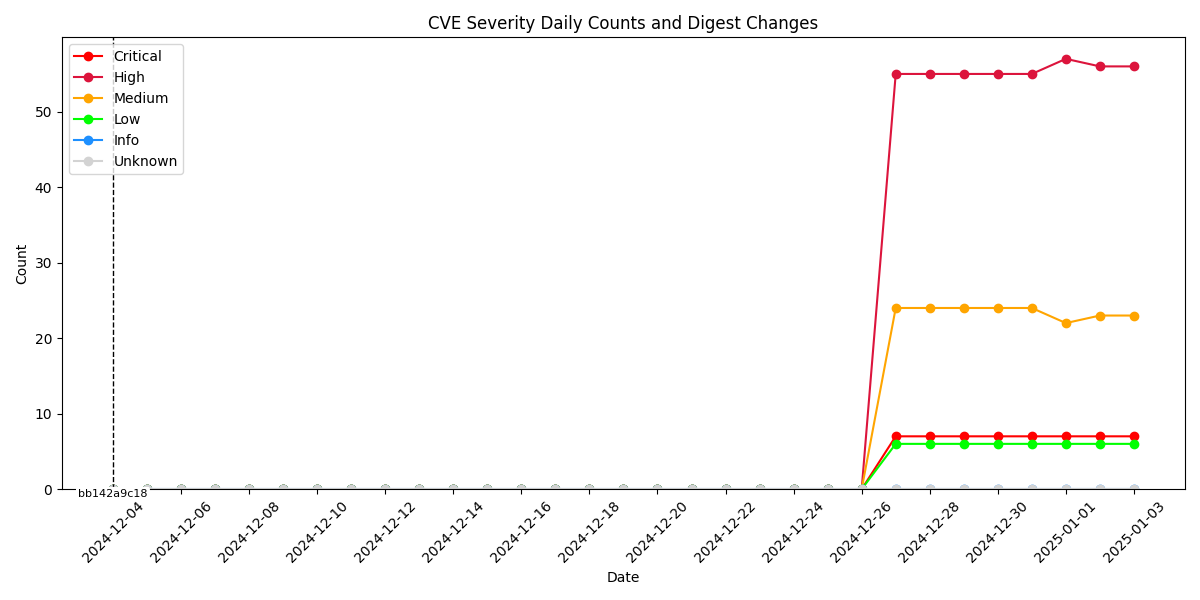 CVE Severity Daily Counts and Digest Changes
Critical
High
Medium
Low
Info
Unknown
Count
50
40
30
20
10
0
bb142a9c18
2024-12-04
2024-12-06
2024-12-08
2024-12-10
2024-12-12
2024-12-14
2024-12-16
2024-12-18
2024-12-20
2024-12-22
2024-12-24
2024-12-26
2024-12-28
2024-12-30
2025-01-01
2025-01-03
Date